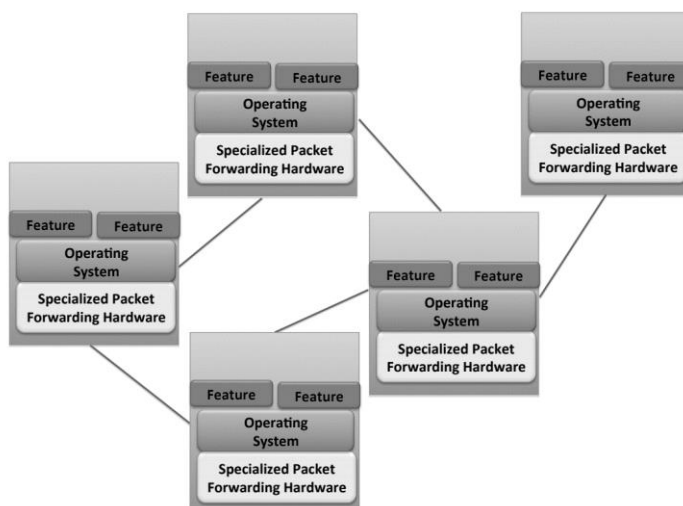 Feature Feature
Operating
System
Specialized Packet
Forwarding Hardware
Feature Feature
Operating
System
Specialized Packet
Forwarding Hardware
Feature Feature
Operating
System
Specialized Packet
Forwarding Hardware
Feature Feature
Operating
System
Specialized Packet
Forwarding Hardware
Feature Feature
Operating
System
Specialized Packet
Forwarding Hardware